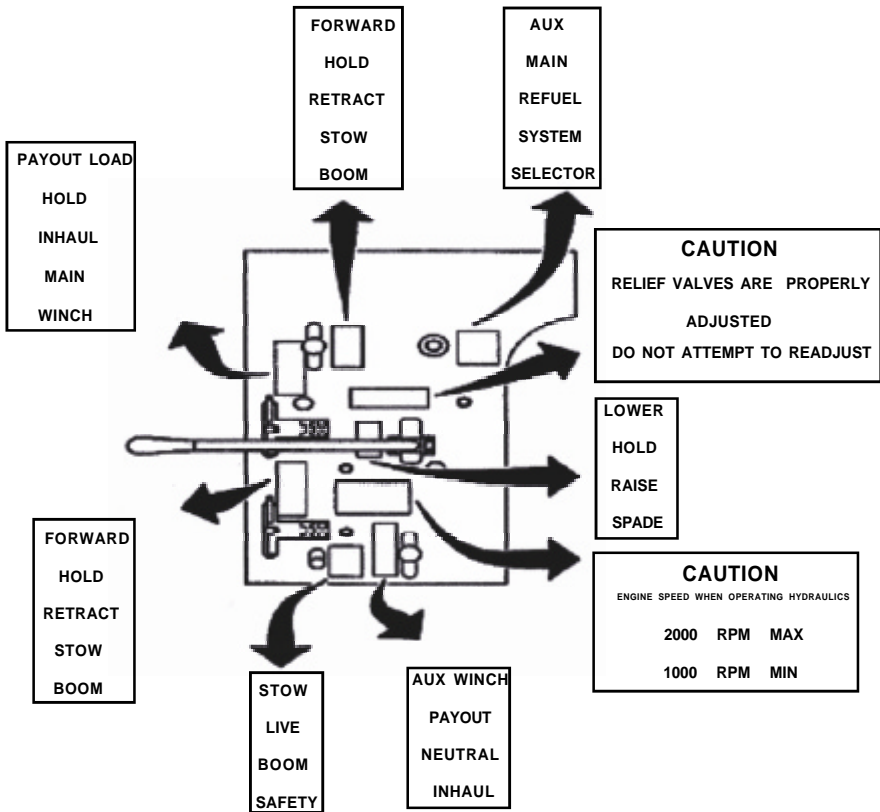 FORWARD
HOLD
RETRACT
STOW
BOOM
AUX
MAIN
REFUEL
SYSTEM
SELECTOR
PAYOUT LOAD
HOLD
INHAUL
MAIN
WINCH
CAUTION
RELIEF VALVES ARE PROPERLY
ADJUSTED
DO NOT ATTEMPT TO READJUST
LOWER
HOLD
RAISE
SPADE
FORWARD
HOLD
RETRACT
STOW
BOOM
CAUTION
ENGINE SPEED WHEN OPERATING HYDRAULICS
2000 RPM MAX
1000 RPM MIN
STOW
LIVE
BOOM
SAFETY
AUX WINCH
PAYOUT
NEUTRAL
INHAUL